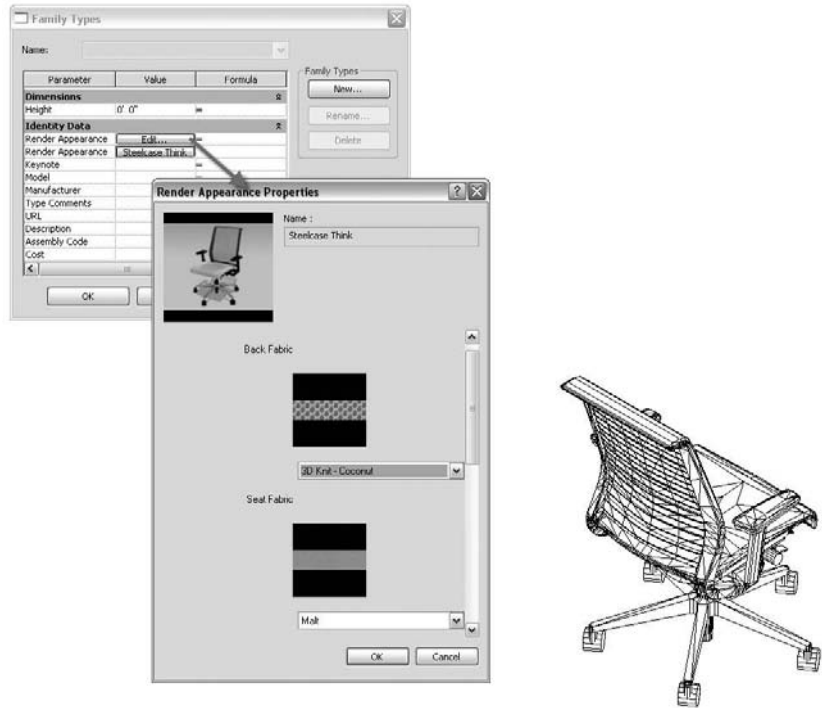 Family Types
Name:
Parameter Value Formula
Dimensions
Height 0' 0" =
Identity Data
Render Appearance Edit... =
Render Appearance Steelcase Think
Keynote =
Model
Manufacturer
Type Comments
URL
Description
Assembly Code
Cost
OK
Family Types
New...
Rename...
Delete
Render Appearance Properties
Name :
Steelcase Think
Back Fabric
3D Knit - Coconut
Seat Fabric
Malt
OK Cancel